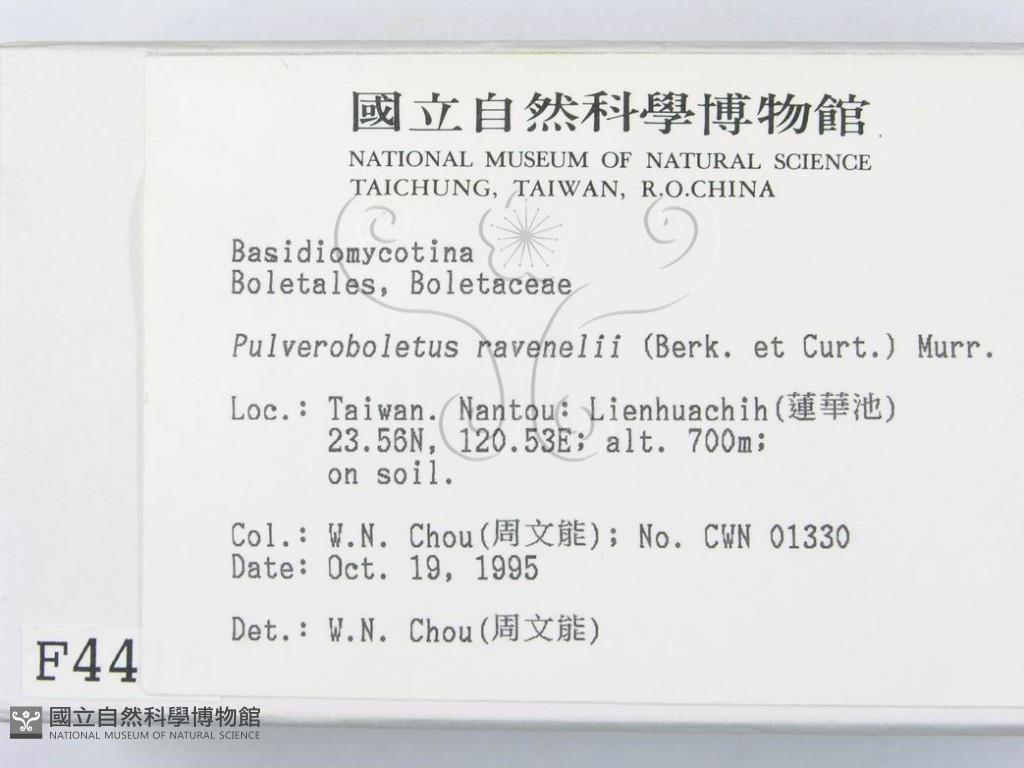 國立自然科學博物館
NATIONAL MUSEUM OF NATURAL SCIENCE
TAICHUNG, TAIWAN, R.O.CHINA
Basidiomycotina
Boletales, Boletaceae
Pulveroboletus ravenelii (Berk. et Curt.) Murr.
Loc.: Taiwan. Nantou: Lienhuachih(蓮華池)
23.56N, 120.53E; alt. 700m;
on soil.
Col.: W.N. Chou(周文能); No. CWN 01330
Date: Oct. 19, 1995
Det.: W.N. Chou(周文能)
F44
國立自然科學博物館
NATIONAL MUSEUM OF NATURAL SCIENCE